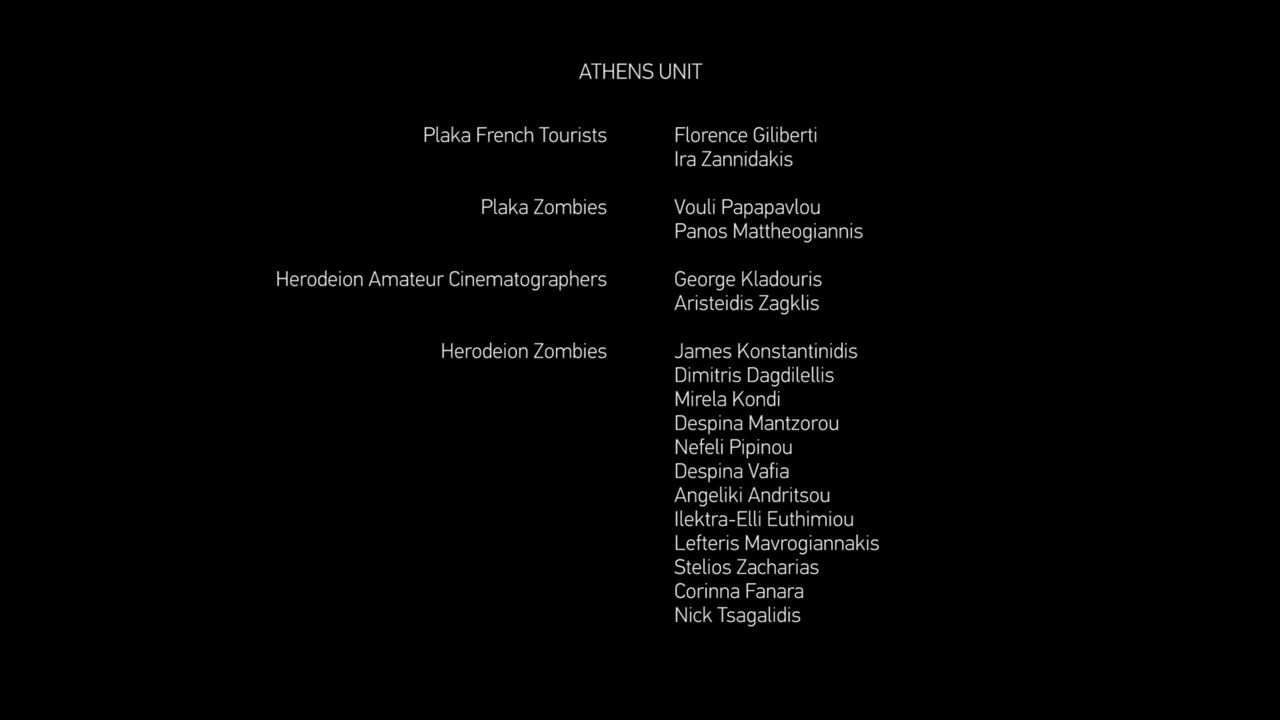 ATHENS UNIT
Plaka French Tourists Florence Giliberti
Ira Zannidakis
Plaka Zombies Vouli Papapavlou
Panos Mattheogiannis
Herodeion Amateur Cinematographers George Kladouris
Aristeidis Zagklis
Herodeion Zombies James Konstantinidis
Dimitris Dagdilellis
Mirela Kondi
Despina Mantzorou
Nefeli Pipinou
Despina Vafia
Angeliki Andritsou
Ilektra-Elli Euthimiou
Lefteris Mavrogiannakis
Stelios Zacharias
Corinna Fanara
Nick Tsagalidis